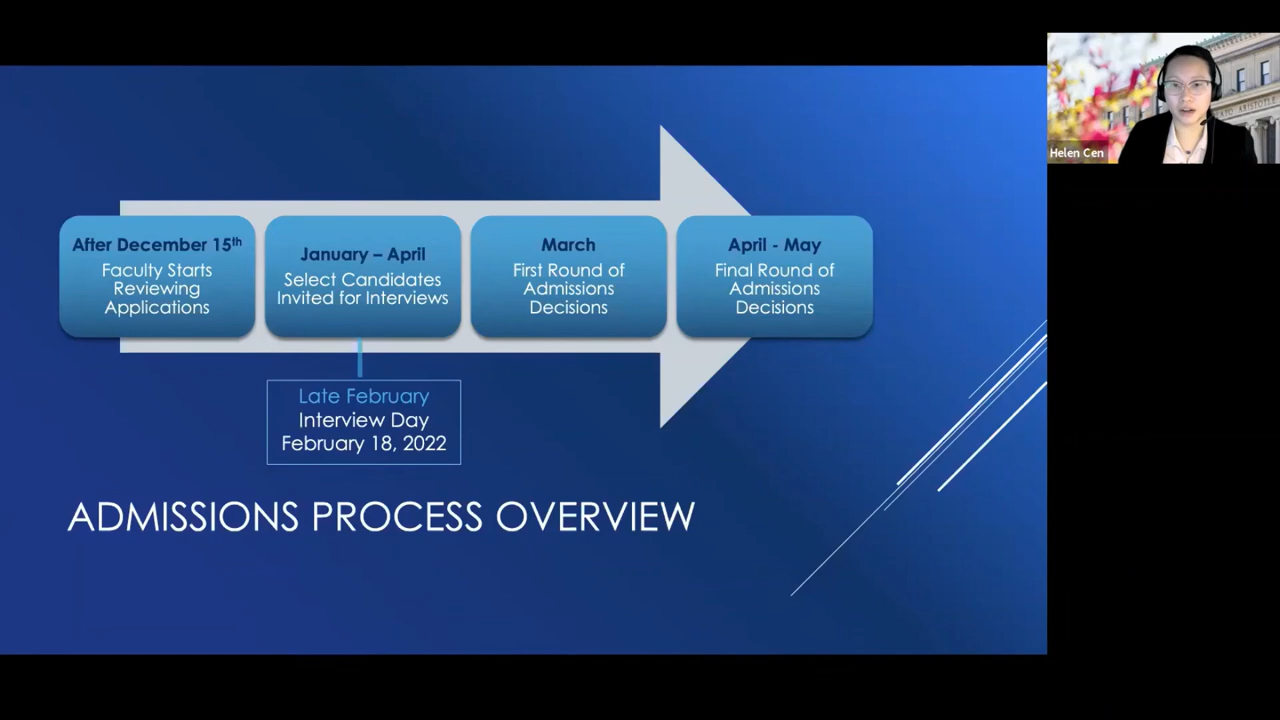 After December 15th
Faculty Starts
Reviewing
Applications
January – April
Select Candidates
Invited for Interviews
March
First Round of
Admissions
Decisions
April - May
Final Round of
Admissions
Decisions
Late February
Interview Day
February 18, 2022
ADMISSIONS PROCESS OVERVIEW
ARISTOTLE
Helen Cen